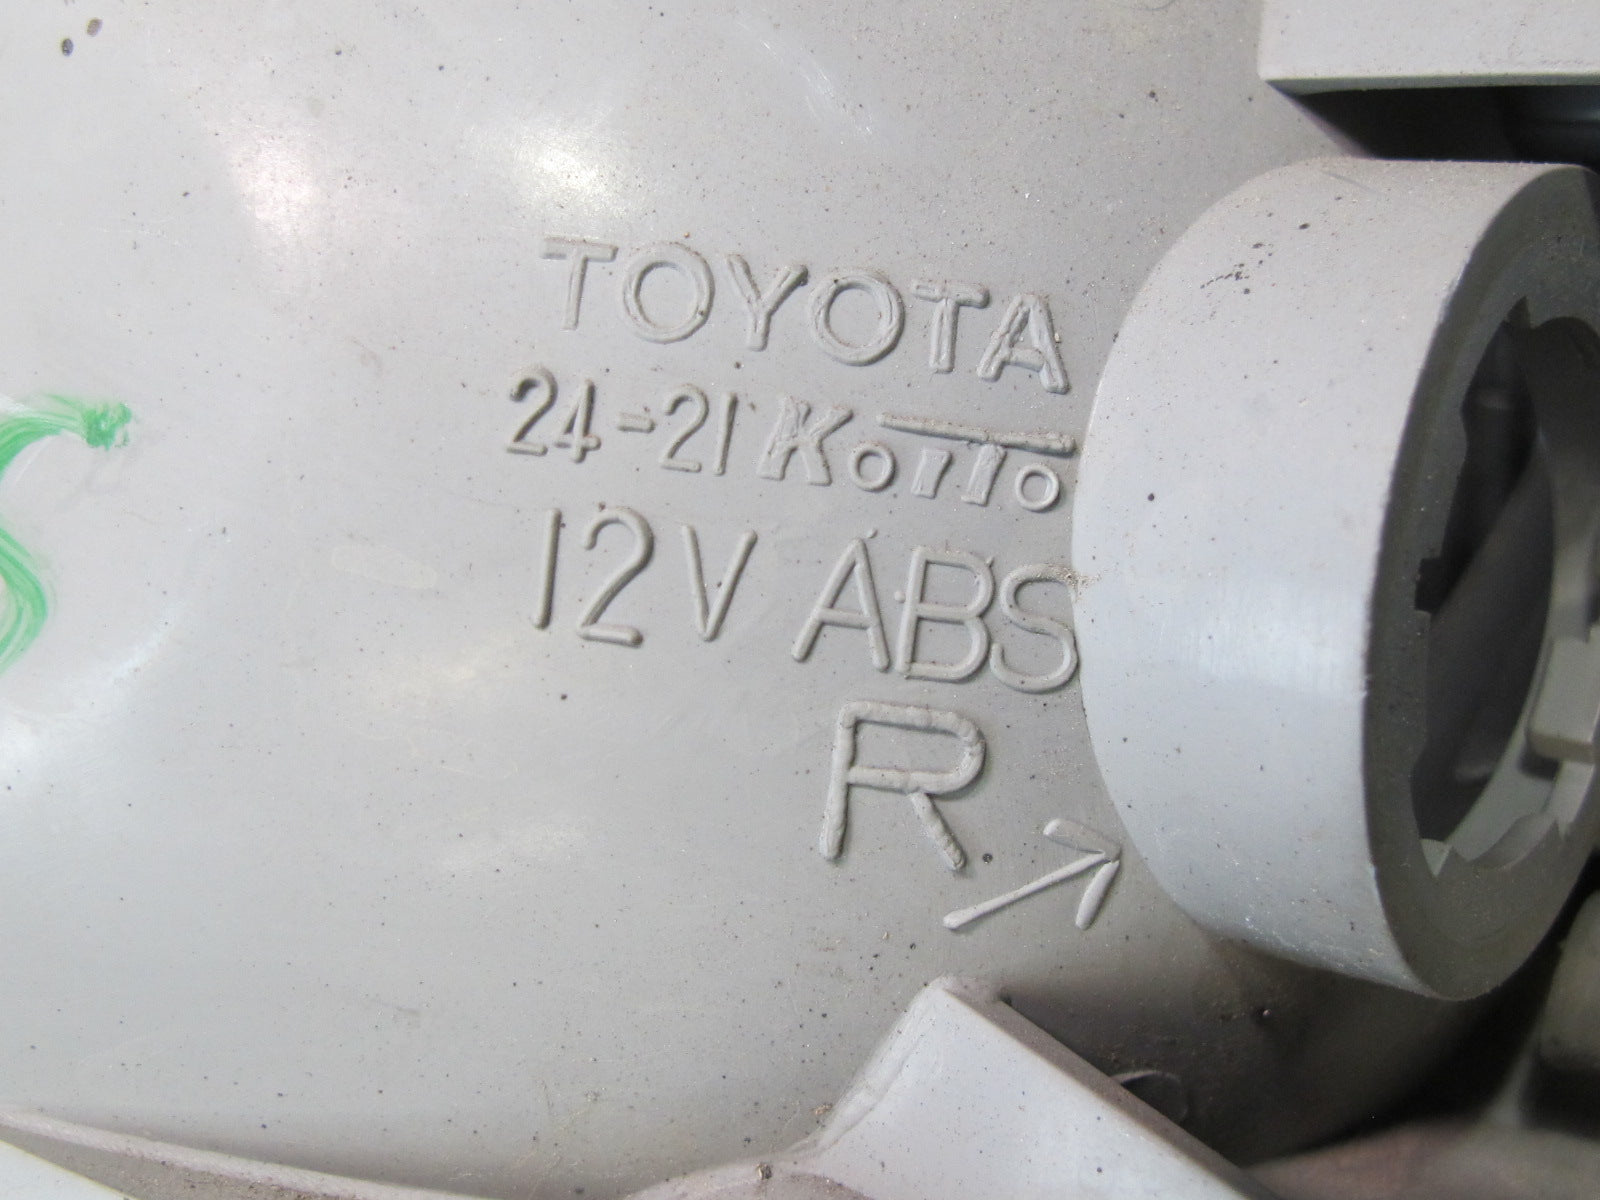 TOYOTA
24-21 KOITO
12V ABS
R